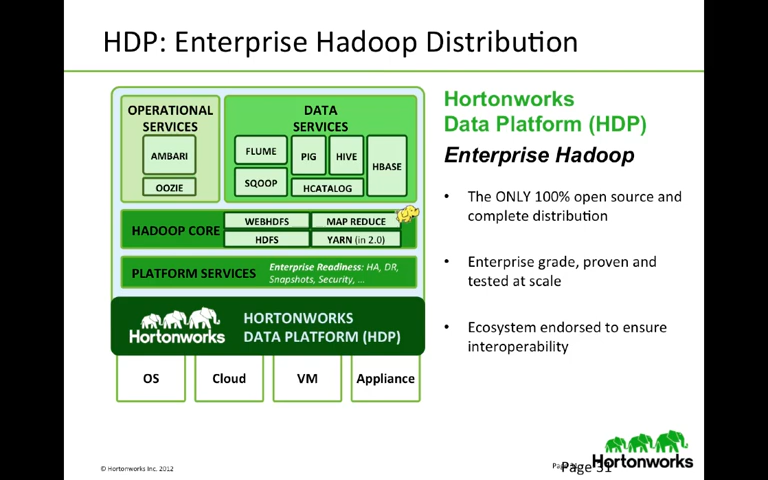 HDP: Enterprise Hadoop Distribution
OPERATIONAL
SERVICES
AMBARI
OOZIE
DATA
SERVICES
FLUME
SQOOP
PIG
HIVE
HCATALOG
HBASE
HADOOP CORE
WEBHDFS
MAP REDUCE
HDFS
YARN (in 2.0)
PLATFORM SERVICES
Enterprise Readiness: HA, DR,
Snapshots, Security, ...
Hortonworks
HORTONWORKS
DATA PLATFORM (HDP)
OS
Cloud
VM
Appliance
Hortonworks
Data Platform (HDP)
Enterprise Hadoop
• The ONLY 100% open source and
complete distribution
• Enterprise grade, proven and
tested at scale
• Ecosystem endorsed to ensure
interoperability
© Hortonworks Inc. 2012
Page 31
Hortonworks